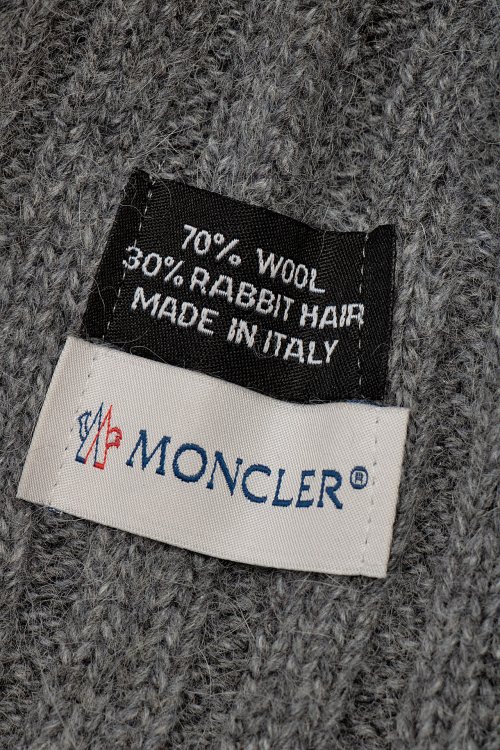 70% WOOL
30% RABBIT HAIR
MADE IN ITALY
MONCLER®